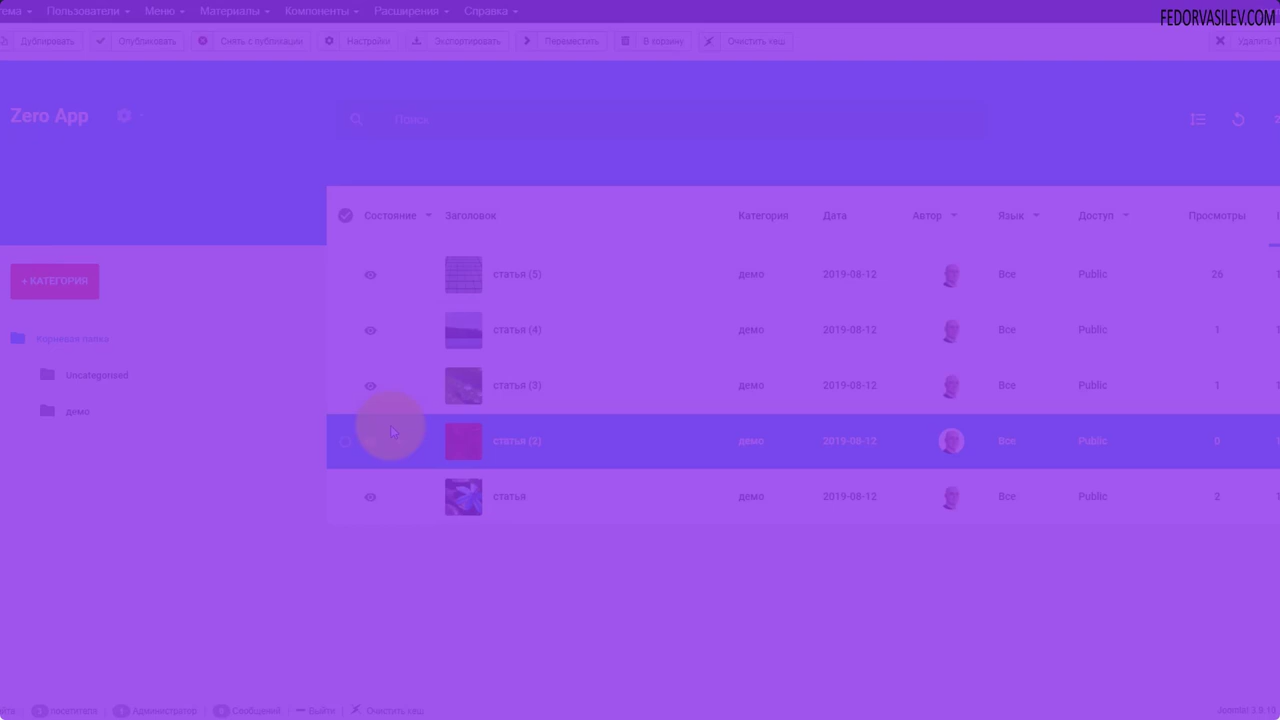 FEDORVASILEV.COM
Пользователи Меню Материалы Компоненты Расширения Справка
Дублировать Опубликовать Снять с публикации Настройки Экспортировать Переместить В корзину Очистить кеш Удалить
Zero App Поиск
Состояние Заголовок Категория Дата Автор Язык Доступ Просмотры
статья (5) демо 2019-08-12 Все Public 26
+ КАТЕГОРИЯ
статья (4) демо 2019-08-12 Все Public 1
Корневая папка
Uncategorised
статья (3) демо 2019-08-12 Все Public 1
демо
статья (2) демо 2019-08-12 Все Public 0
статья демо 2019-08-12 Все Public 2
посетителя Администратор Сообщений Выйти Очистить кеш